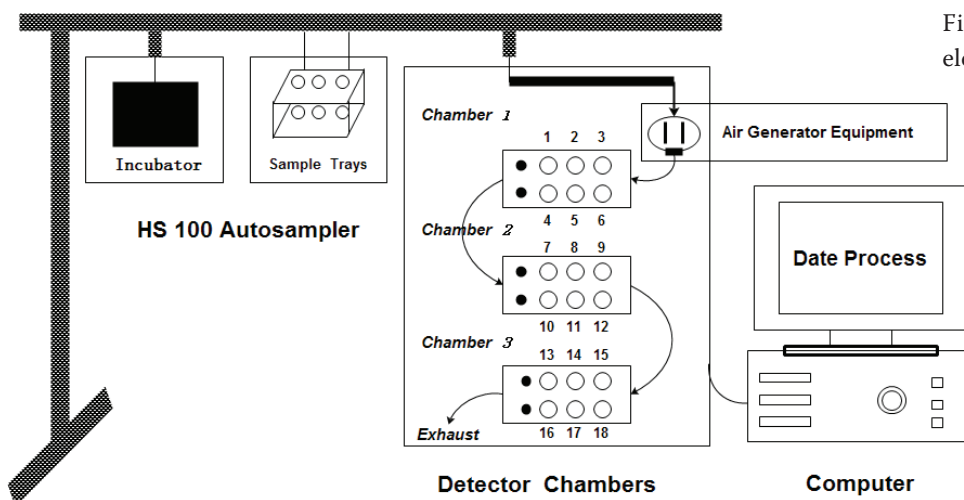 Fi
ele
Incubator
Sample Trays
HS 100 Autosampler
Chamber 1
1 2 3
4 5 6
Chamber 2
7 8 9
10 11 12
Chamber 3
13 14 15
16 17 18
Exhaust
Detector Chambers
Air Generator Equipment
Date Process
Computer